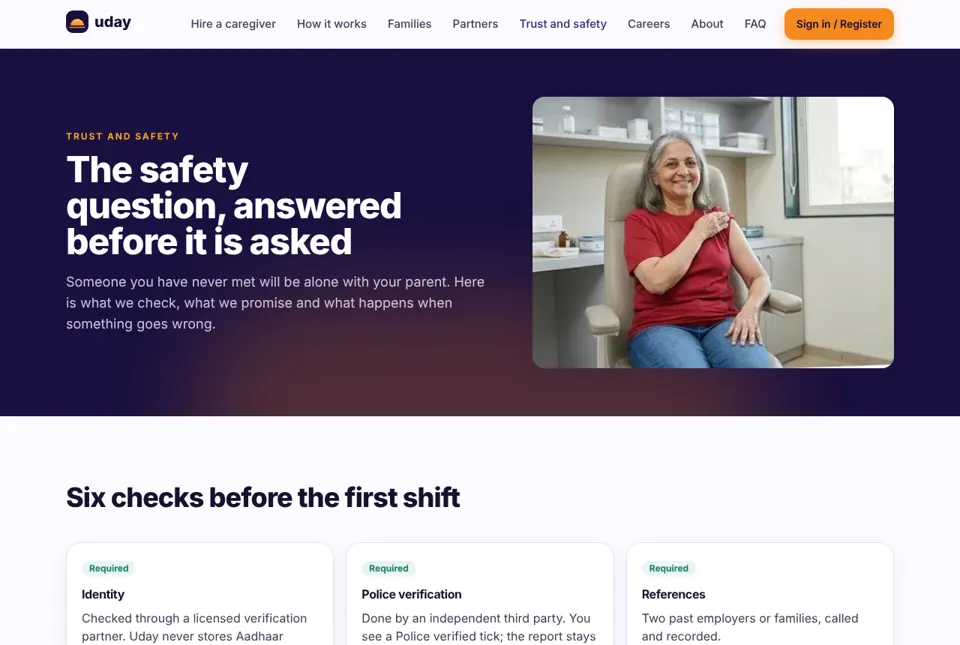 uday
Hire a caregiver
How it works
Families
Partners
Trust and safety
Careers
About
FAQ
Sign in / Register
TRUST AND SAFETY
The safety
question, answered
before it is asked
Someone you have never met will be alone with your parent. Here
is what we check, what we promise and what happens when
something goes wrong.
Six checks before the first shift
Required
Identity
Checked through a licensed verification
partner. Uday never stores Aadhaar
Required
Police verification
Done by an independent third party. You
see a Police verified tick; the report stays
Required
References
Two past employers or families, called
and recorded.